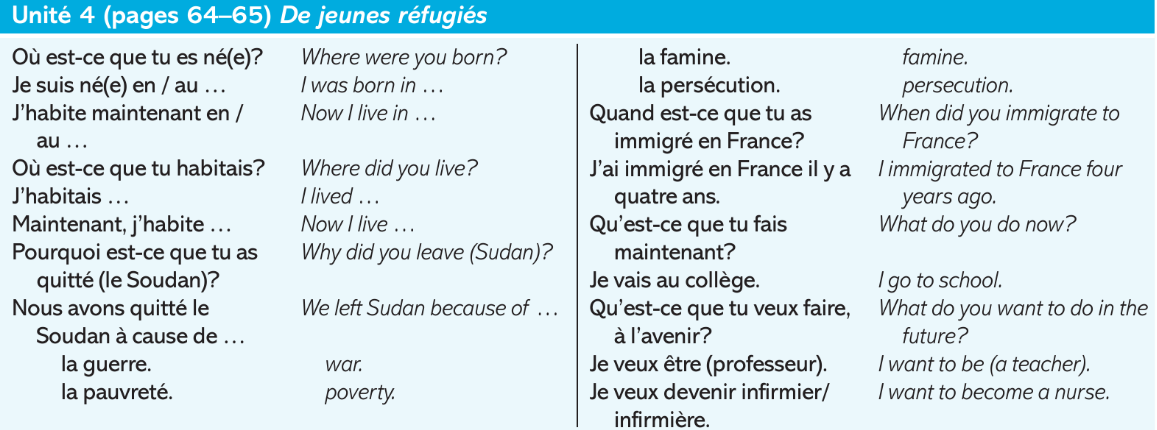 Unité 4 (pages 64–65) De jeunes réfugiés
Où est-ce que tu es né(e)? Where were you born?
Je suis né(e) en / au … I was born in …
J’habite maintenant en / Now I live in …
au …
Où est-ce que tu habitais? Where did you live?
J’habitais … I lived …
Maintenant, j’habite … Now I live …
Pourquoi est-ce que tu as Why did you leave (Sudan)?
quitté (le Soudan)?
Nous avons quitté le We left Sudan because of …
Soudan à cause de …
la guerre. war.
la pauvreté. poverty.
la famine. famine.
la persécution. persecution.
Quand est-ce que tu as When did you immigrate to
immigré en France? France?
J’ai immigré en France il y a I immigrated to France four
quatre ans. years ago.
Qu’est-ce que tu fais What do you do now?
maintenant?
Je vais au collège. I go to school.
Qu’est-ce que tu veux faire, What do you want to do in the
à l’avenir? future?
Je veux être (professeur). I want to be (a teacher).
Je veux devenir infirmier/ I want to become a nurse.
infirmière.